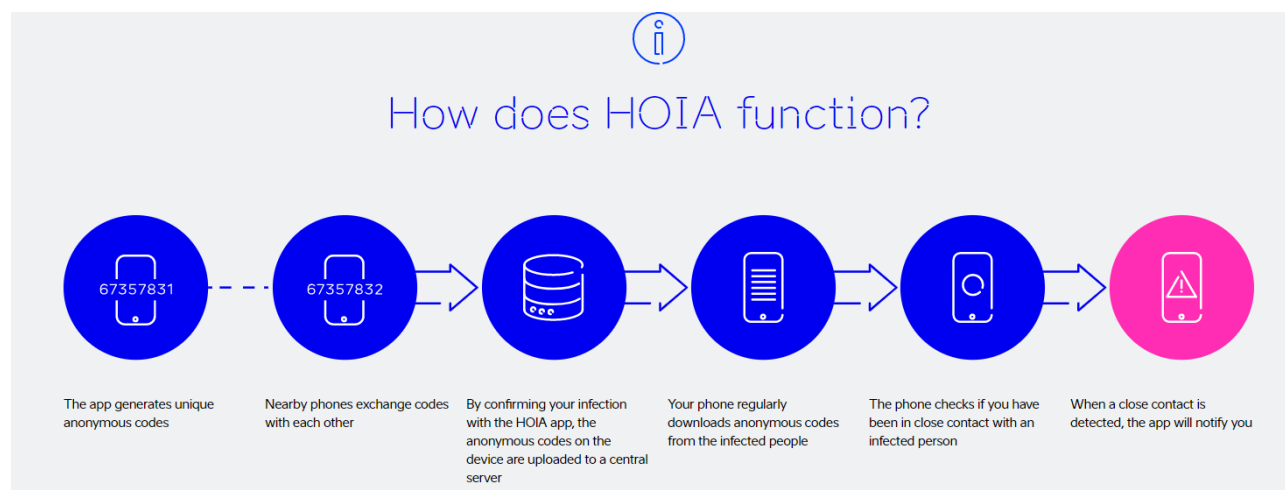 How does HOIA function?
67357831
67357832
The app generates unique
anonymous codes
Nearby phones exchange codes
with each other
By confirming your infection
with the HOIA app, the
anonymous codes on the
device are uploaded to a central
server
Your phone regularly
downloads anonymous codes
from the infected people
The phone checks if you have
been in close contact with an
infected person
When a close contact is
detected, the app will notify you